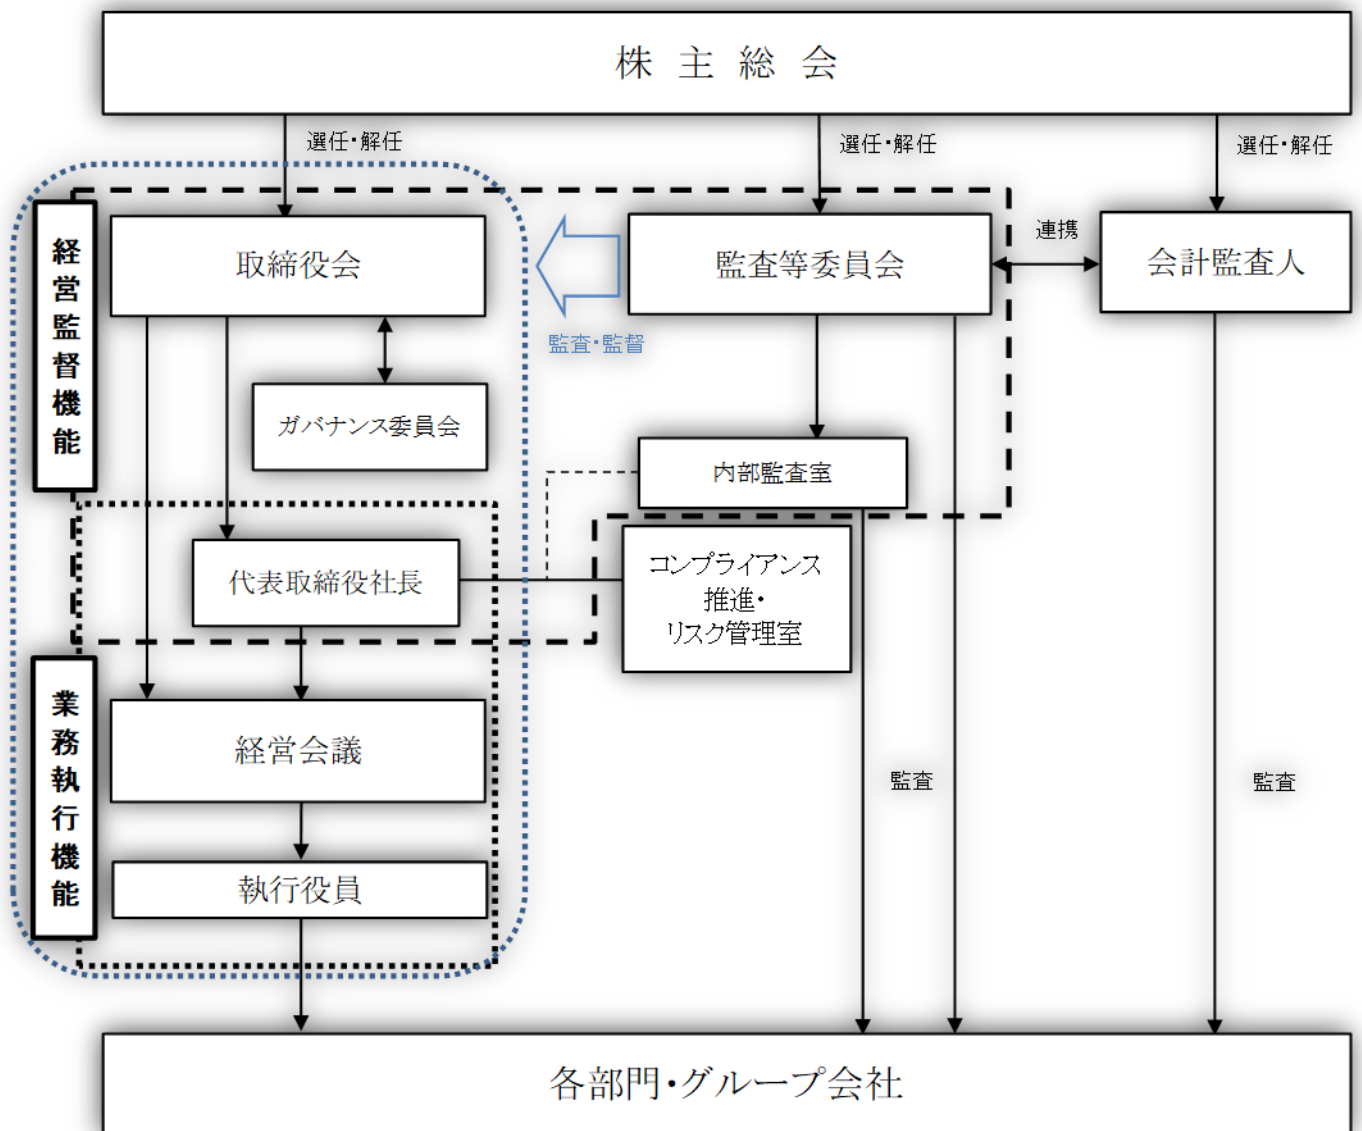 株主総会
選任・解任
選任・解任
選任・解任
経営監督機能
取締役会
監査等委員会
連携
会計監査人
監査・監督
ガバナンス委員会
内部監査室
代表取締役社長
コンプライアンス
推進・
リスク管理室
業務執行機能
経営会議
監査
監査
執行役員
各部門・グループ会社